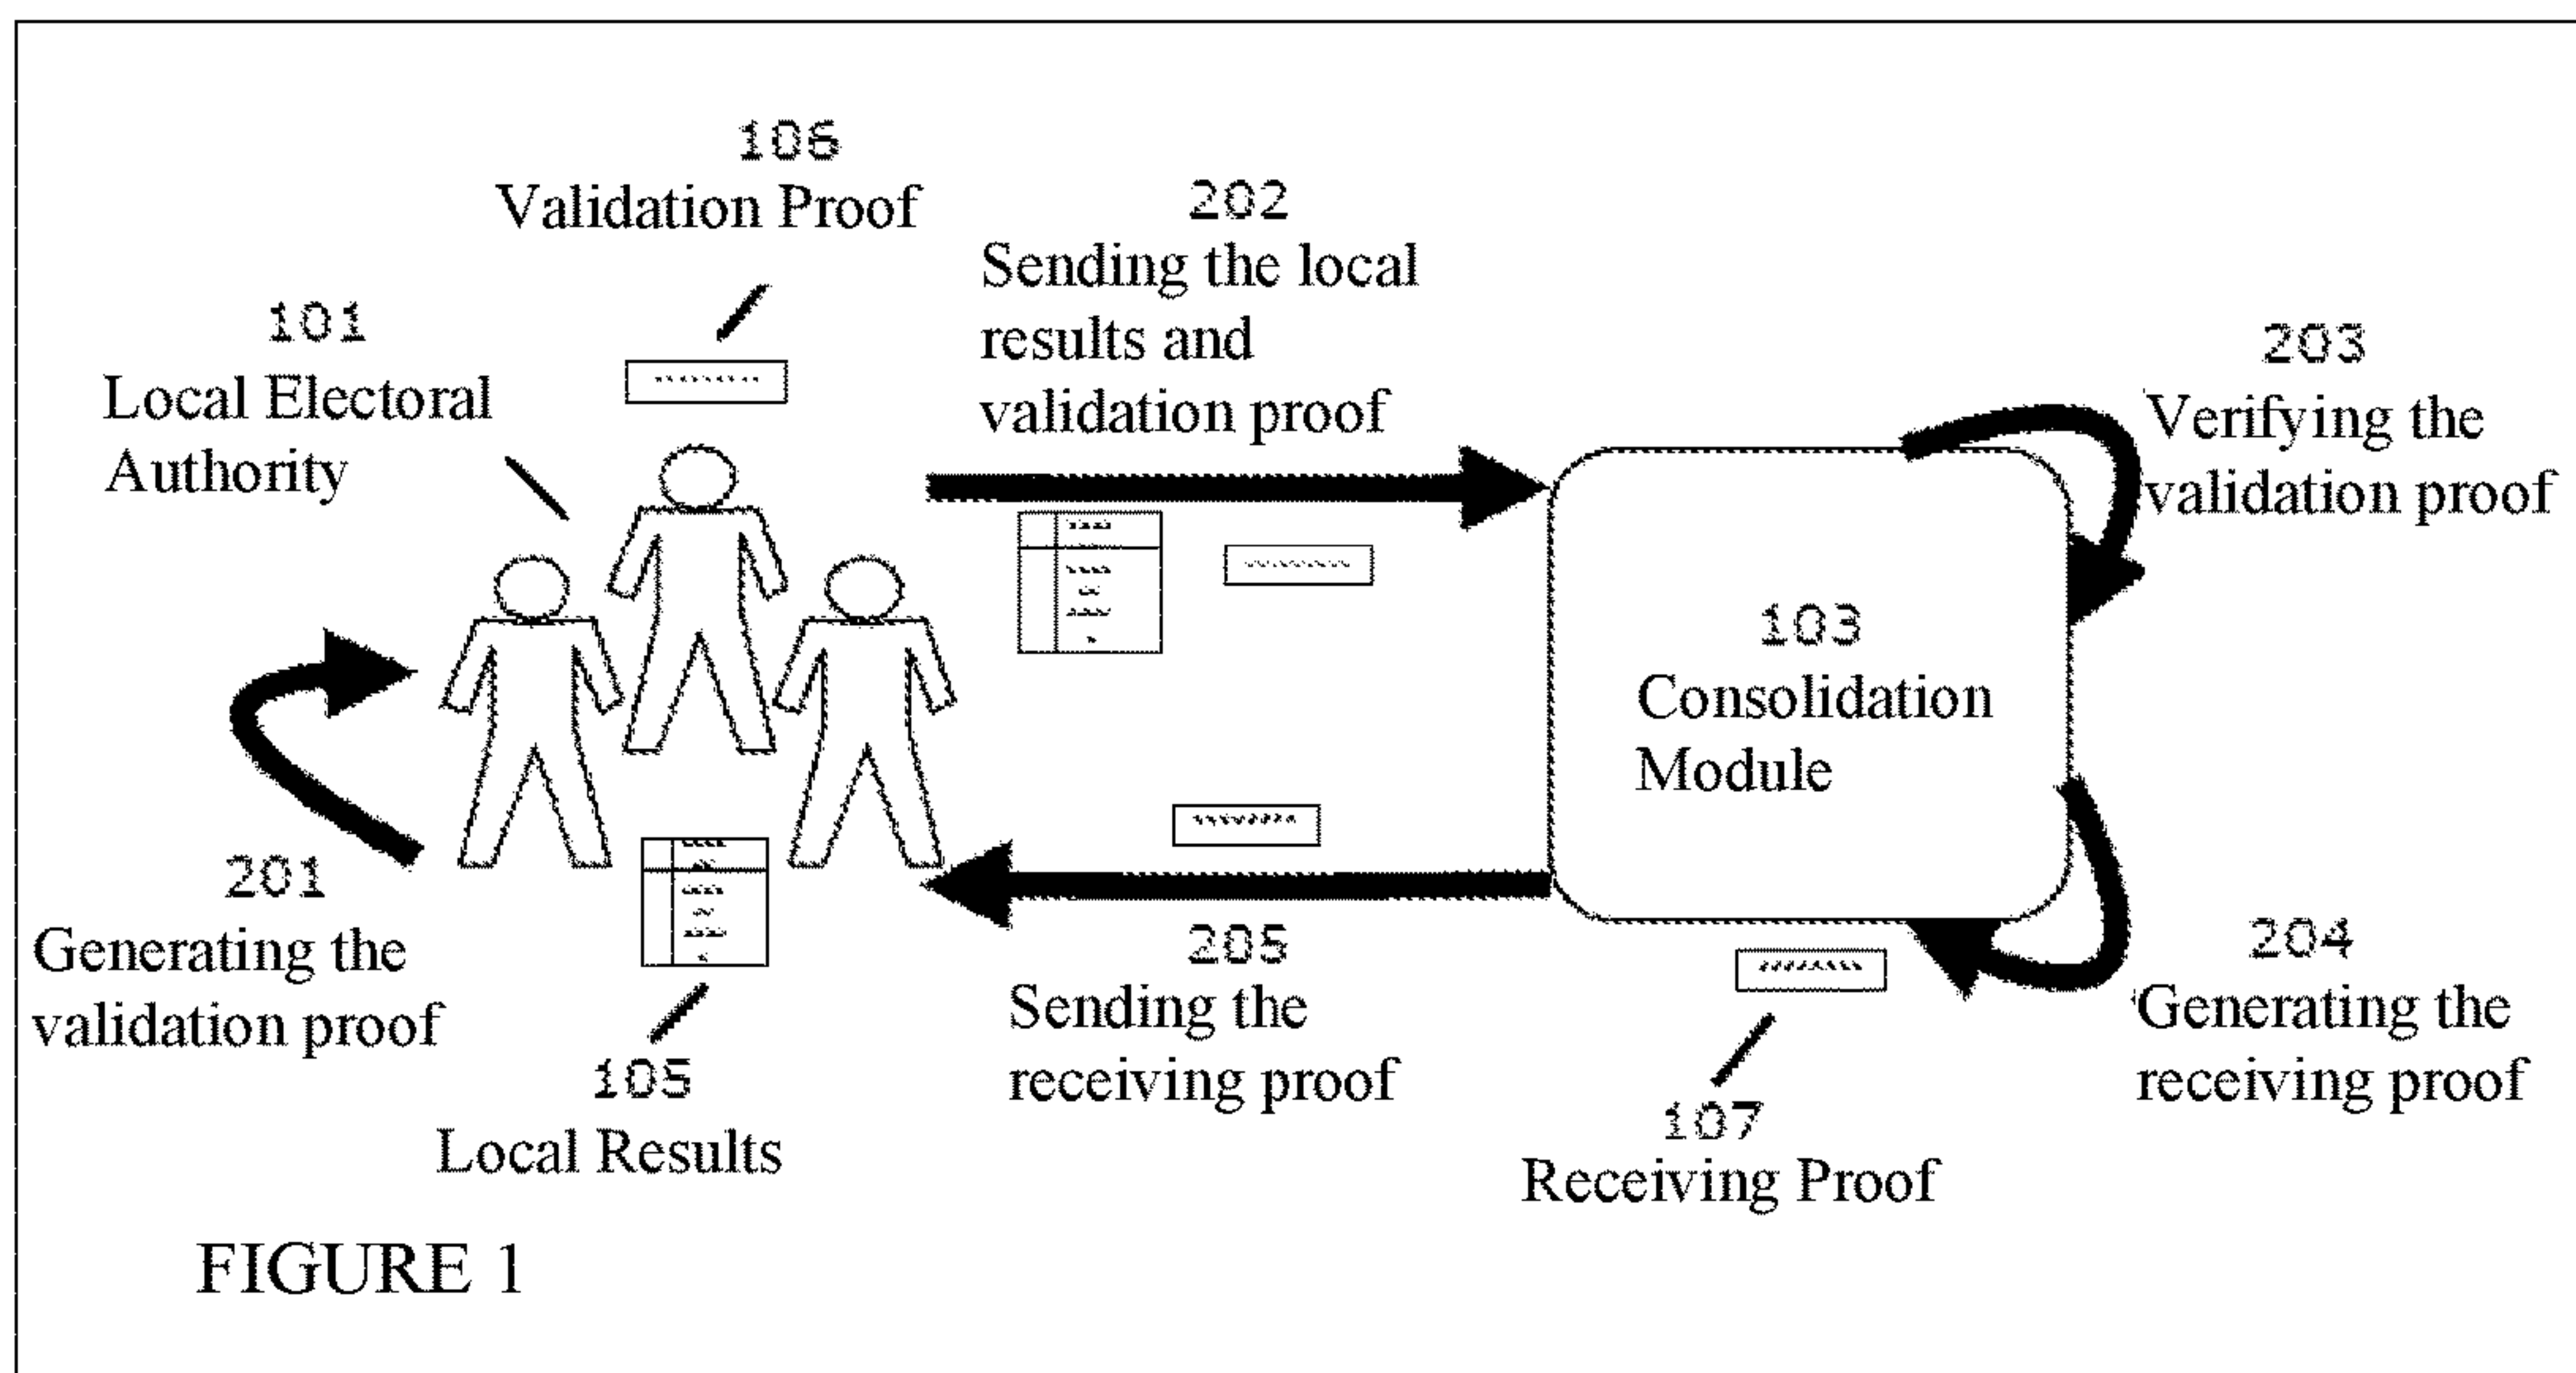 106
Validation Proof
202
Sending the local
results and
validation proof
101
Local Electoral
Authority
203
Verifying the
validation proof
103
Consolidation
Module
201
Generating the
validation proof
205
Sending the
receiving proof
204
Generating the
receiving proof
105
Local Results
107
Receiving Proof
FIGURE 1